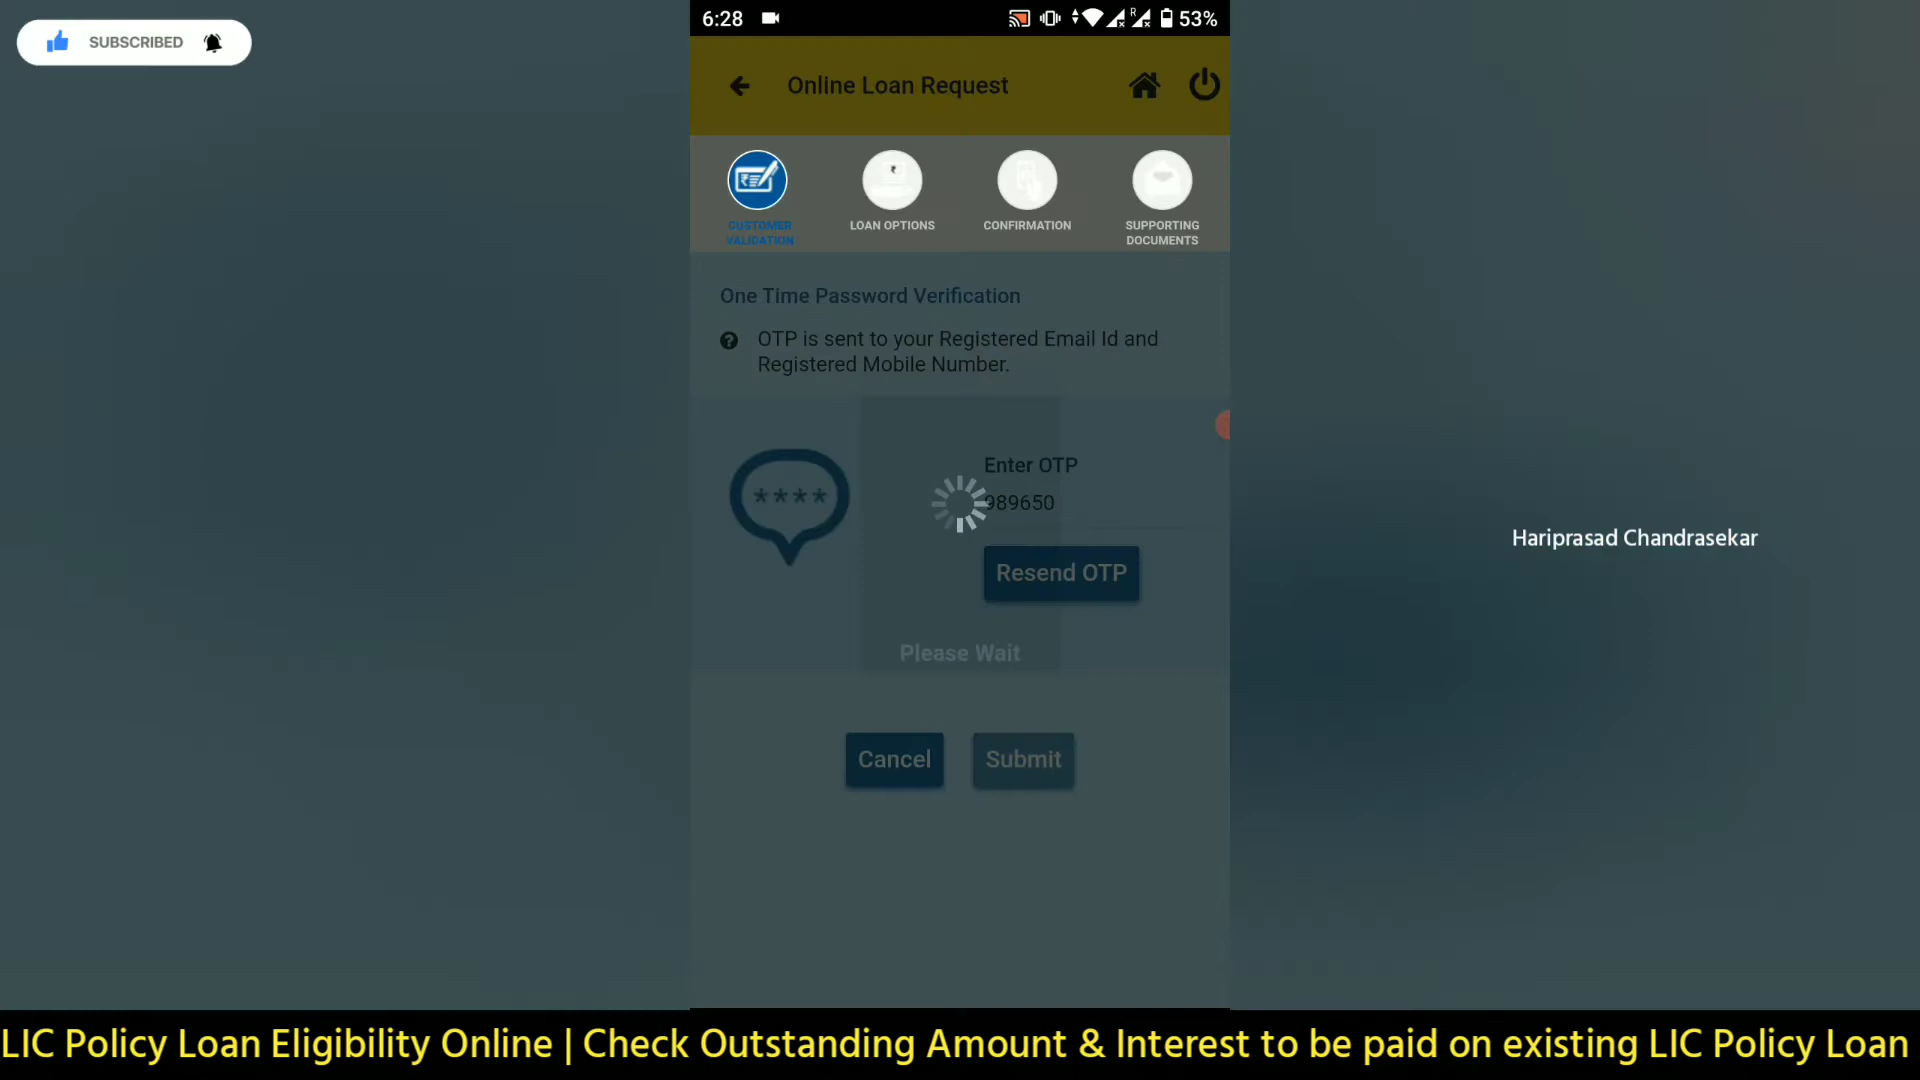 SUBSCRIBED
6:28
R
53%
Online Loan Request
CUSTOMER
VALIDATION
LOAN OPTIONS
CONFIRMATION
SUPPORTING
DOCUMENTS
One Time Password Verification
OTP is sent to your Registered Email Id and
Registered Mobile Number.
****
Enter OTP
989650
Resend OTP
Please Wait
Cancel
Submit
Hariprasad Chandrasekar
LIC Policy Loan Eligibility Online | Check Outstanding Amount & Interest to be paid on existing LIC Policy Loan